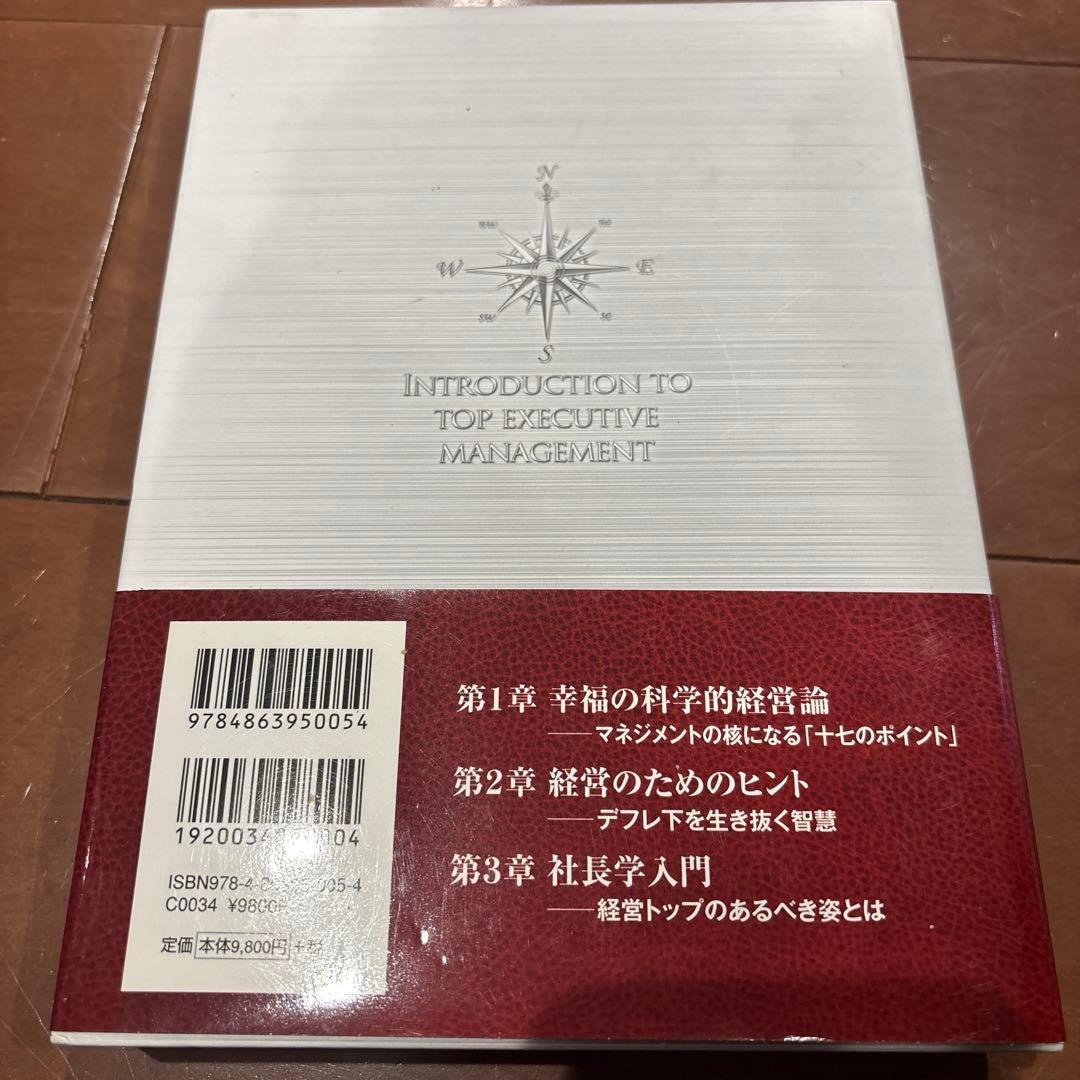 N
NW
NE
W
E
SW
SE
S
INTRODUCTION TO
TOP EXECUTIVE
MANAGEMENT
9784863950054
第1章 幸福の科学的経営論
──マネジメントの核になる「十七のポイント」
第2章 経営のためのヒント
──デフレ下を生き抜く智慧
第3章 社長学入門
──経営トップのあるべき姿とは
C0034
定価 本体9,800円